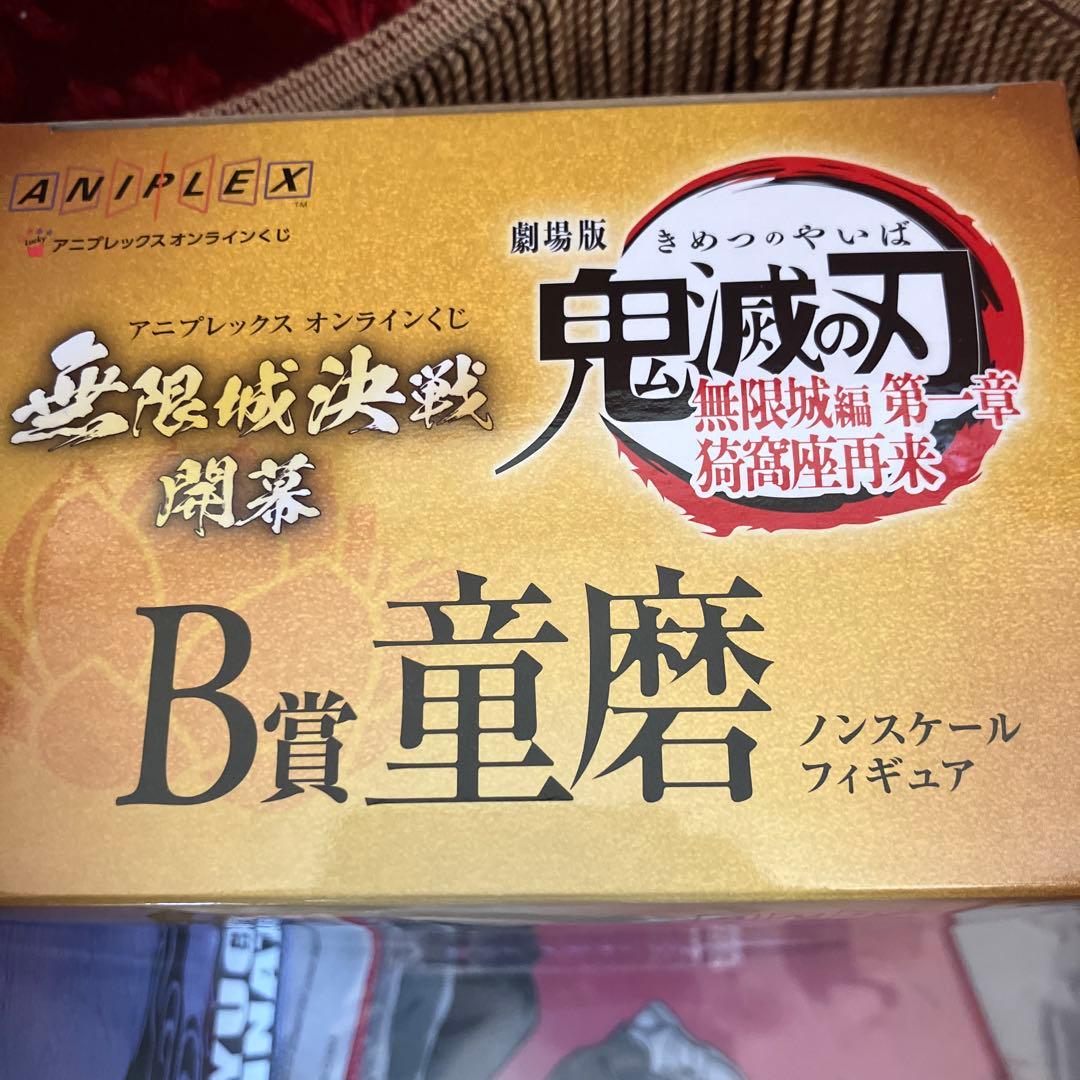 ANIPLEX
TM
Lucky アニプレックスオンラインくじ
アニプレックス オンラインくじ
無限城決戦
開幕
劇場版
きめつのやいば
鬼滅の刃
無限城編 第一章
猗窩座再来
B賞 童磨
ノンスケール
フィギュア